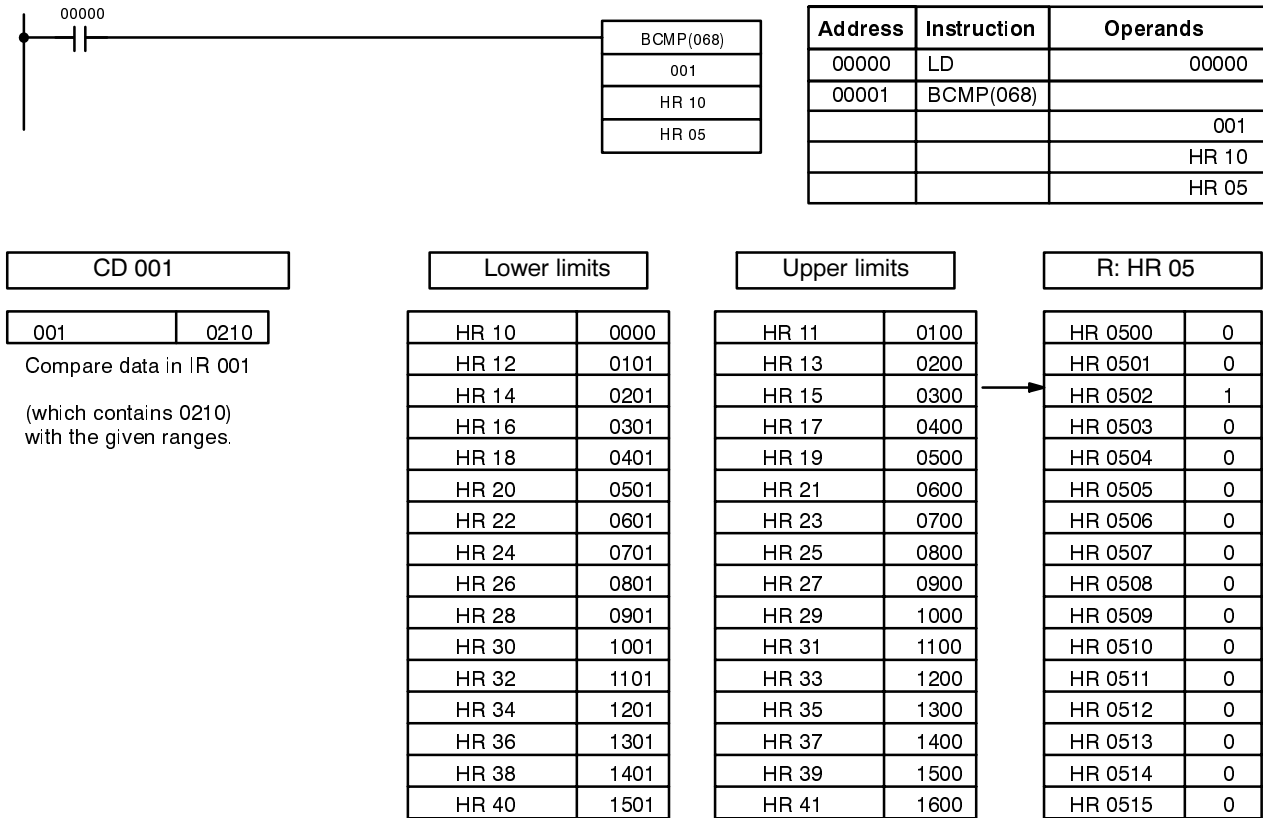 00000
BCMP(068)
001
HR 10
HR 05
Address Instruction Operands
00000 LD 00000
00001 BCMP(068)
001
HR 10
HR 05
CD 001
001 0210
Compare data in IR 001
(which contains 0210)
with the given ranges.
Lower limits Upper limits R: HR 05
HR 10 0000 HR 11 0100 HR 0500 0
HR 12 0101 HR 13 0200 HR 0501 0
HR 14 0201 HR 15 0300 HR 0502 1
HR 16 0301 HR 17 0400 HR 0503 0
HR 18 0401 HR 19 0500 HR 0504 0
HR 20 0501 HR 21 0600 HR 0505 0
HR 22 0601 HR 23 0700 HR 0506 0
HR 24 0701 HR 25 0800 HR 0507 0
HR 26 0801 HR 27 0900 HR 0508 0
HR 28 0901 HR 29 1000 HR 0509 0
HR 30 1001 HR 31 1100 HR 0510 0
HR 32 1101 HR 33 1200 HR 0511 0
HR 34 1201 HR 35 1300 HR 0512 0
HR 36 1301 HR 37 1400 HR 0513 0
HR 38 1401 HR 39 1500 HR 0514 0
HR 40 1501 HR 41 1600 HR 0515 0